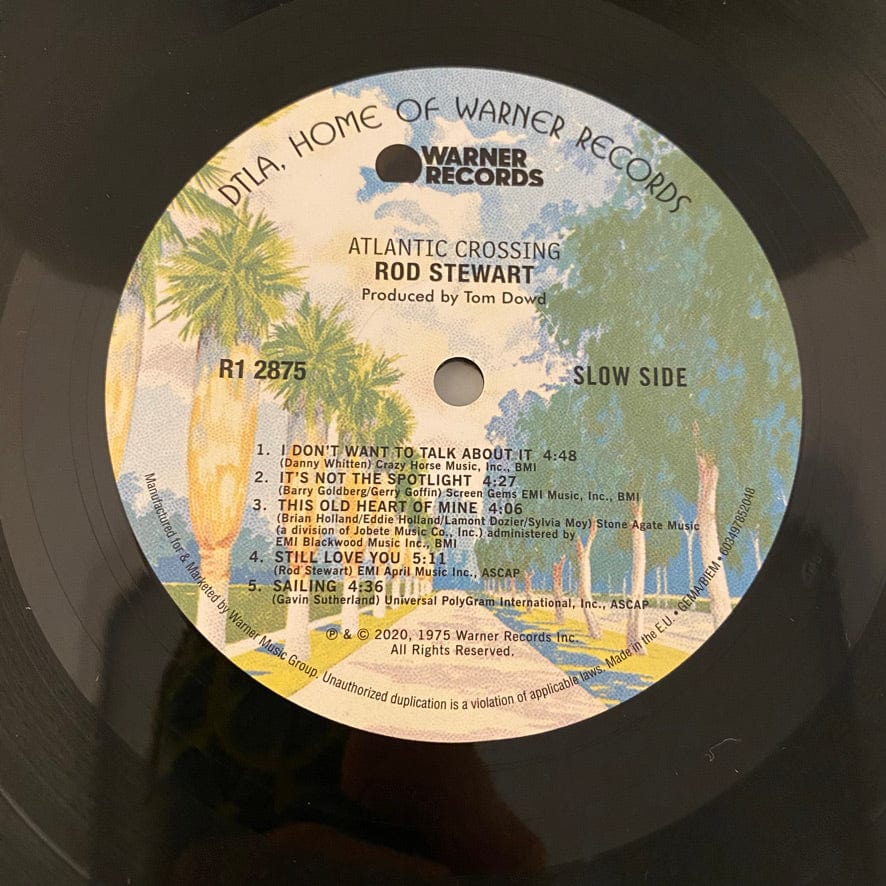 DTLA, HOME OF WARNER RECORDS
WARNER
RECORDS
ATLANTIC CROSSING
ROD STEWART
Produced by Tom Dowd
R1 2875
SLOW SIDE
1. I DON'T WANT TO TALK ABOUT IT 4:48
(Danny Whitten) Crazy Horse Music, Inc., BMI
2. IT'S NOT THE SPOTLIGHT 4:27
(Barry Goldberg/Gerry Goffin) Screen Gems EMI Music, Inc., BMI
3. THIS OLD HEART OF MINE 4:06
(Brian Holland/Eddie Holland/Lamont Dozier/Sylvia Moy) Stone Agate Music
(a division of Jobete Music Co., Inc.) administered by
EMI Blackwood Music Inc., BMI
4. STILL LOVE YOU 5:11
(Rod Stewart) EMI April Music Inc., ASCAP
5. SAILING 4:36
(Gavin Sutherland) Universal PolyGram International, Inc., ASCAP
℗ & © 2020, 1975 Warner Records Inc.
All Rights Reserved.
Manufactured for & Marketed by Warner Music Group. Unauthorized duplication is a violation of applicable laws. Made in the E.U. • GEMA/BIEM • 603497852048